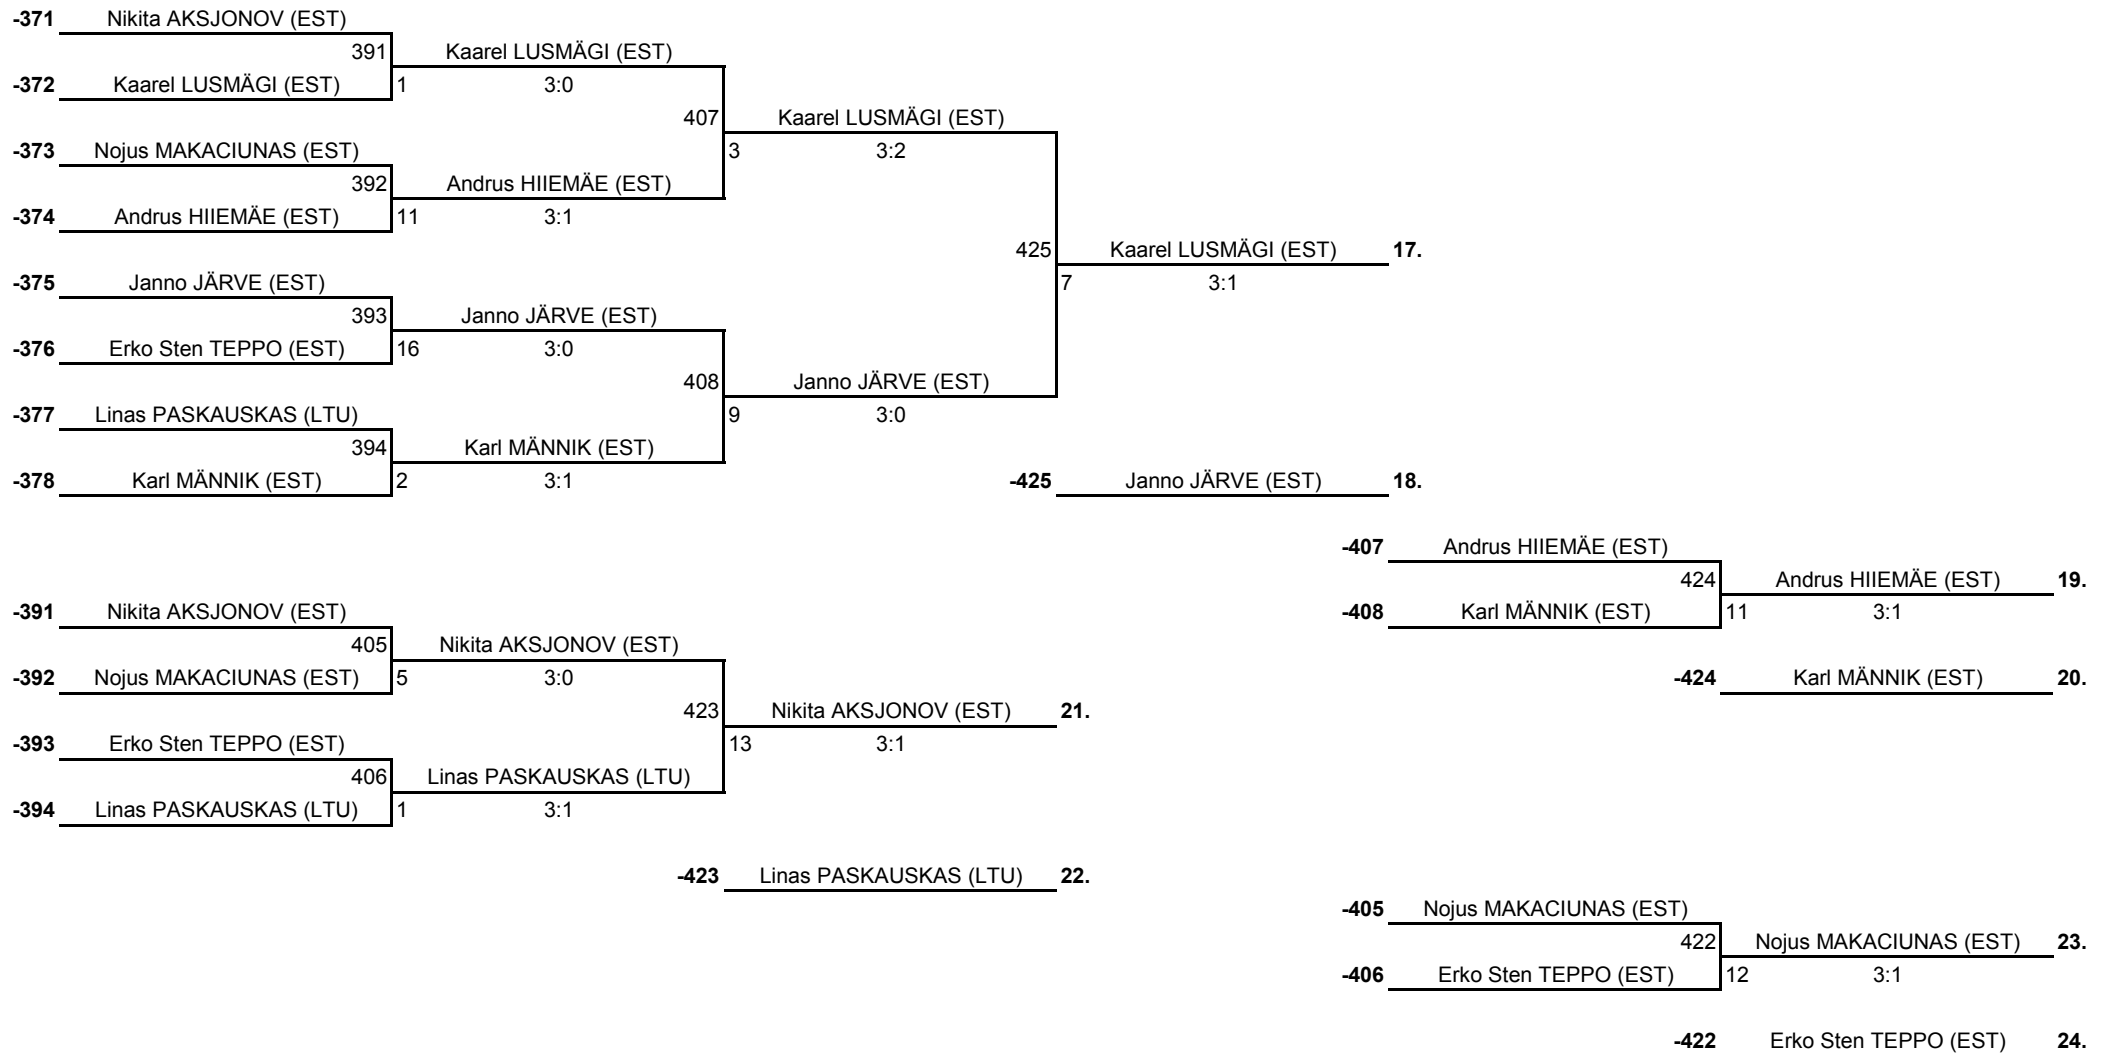 -371 Nikita AKSJONOV (EST)
391 Kaarel LUSMÄGI (EST)
-372 Kaarel LUSMÄGI (EST) 1 3:0
407 Kaarel LUSMÄGI (EST)
-373 Nojus MAKACIUNAS (EST) 3 3:2
392 Andrus HIIEMÄE (EST)
-374 Andrus HIIEMÄE (EST) 11 3:1
425 Kaarel LUSMÄGI (EST) 17.
-375 Janno JÄRVE (EST) 7 3:1
393 Janno JÄRVE (EST)
-376 Erko Sten TEPPO (EST) 16 3:0
408 Janno JÄRVE (EST)
-377 Linas PASKAUSKAS (LTU) 9 3:0
394 Karl MÄNNIK (EST)
-378 Karl MÄNNIK (EST) 2 3:1 -425 Janno JÄRVE (EST) 18.
-407 Andrus HIIEMÄE (EST)
424 Andrus HIIEMÄE (EST) 19.
-391 Nikita AKSJONOV (EST) -408 Karl MÄNNIK (EST) 11 3:1
405 Nikita AKSJONOV (EST)
-392 Nojus MAKACIUNAS (EST) 5 3:0 -424 Karl MÄNNIK (EST) 20.
423 Nikita AKSJONOV (EST) 21.
-393 Erko Sten TEPPO (EST) 13 3:1
406 Linas PASKAUSKAS (LTU)
-394 Linas PASKAUSKAS (LTU) 1 3:1
-423 Linas PASKAUSKAS (LTU) 22.
-405 Nojus MAKACIUNAS (EST)
422 Nojus MAKACIUNAS (EST) 23.
-406 Erko Sten TEPPO (EST) 12 3:1
-422 Erko Sten TEPPO (EST) 24.